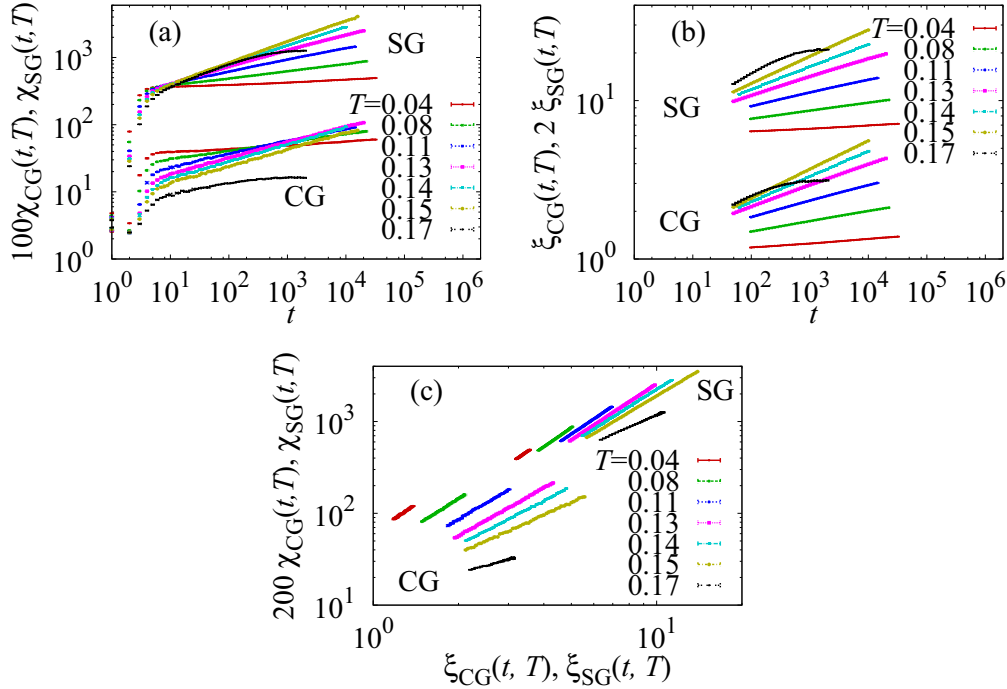 (a)
SG
CG
T=0.04
0.08
0.11
0.13
0.14
0.15
0.17
100χ_CG(t,T), χ_SG(t,T)
10^3
10^2
10^1
10^0
10^0 10^1 10^2 10^3 10^4 10^5 10^6
t
(b)
SG
CG
T=0.04
0.08
0.11
0.13
0.14
0.15
0.17
ξ_CG(t,T), 2 ξ_SG(t,T)
10^1
10^0
10^0 10^1 10^2 10^3 10^4 10^5 10^6
t
(c)
SG
CG
T=0.04
0.08
0.11
0.13
0.14
0.15
0.17
200 χ_CG(t,T), χ_SG(t,T)
10^3
10^2
10^1
10^0 10^1
ξ_CG(t, T), ξ_SG(t, T)